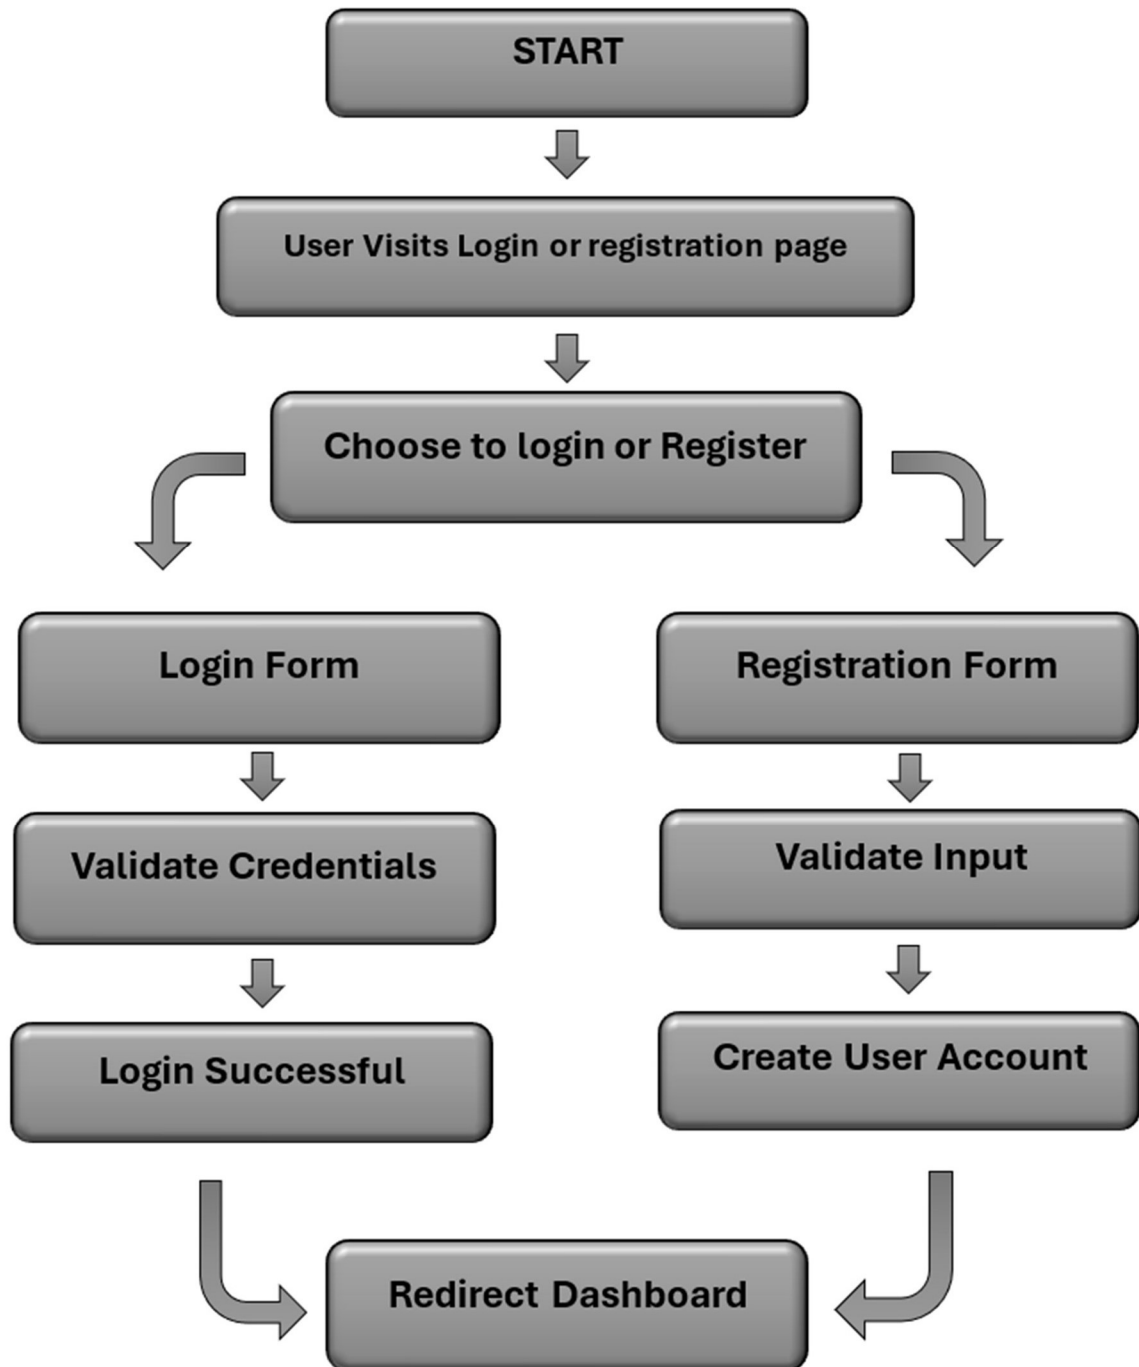 START
User Visits Login or registration page
Choose to login or Register
Login Form
Registration Form
Validate Credentials
Validate Input
Login Successful
Create User Account
Redirect Dashboard